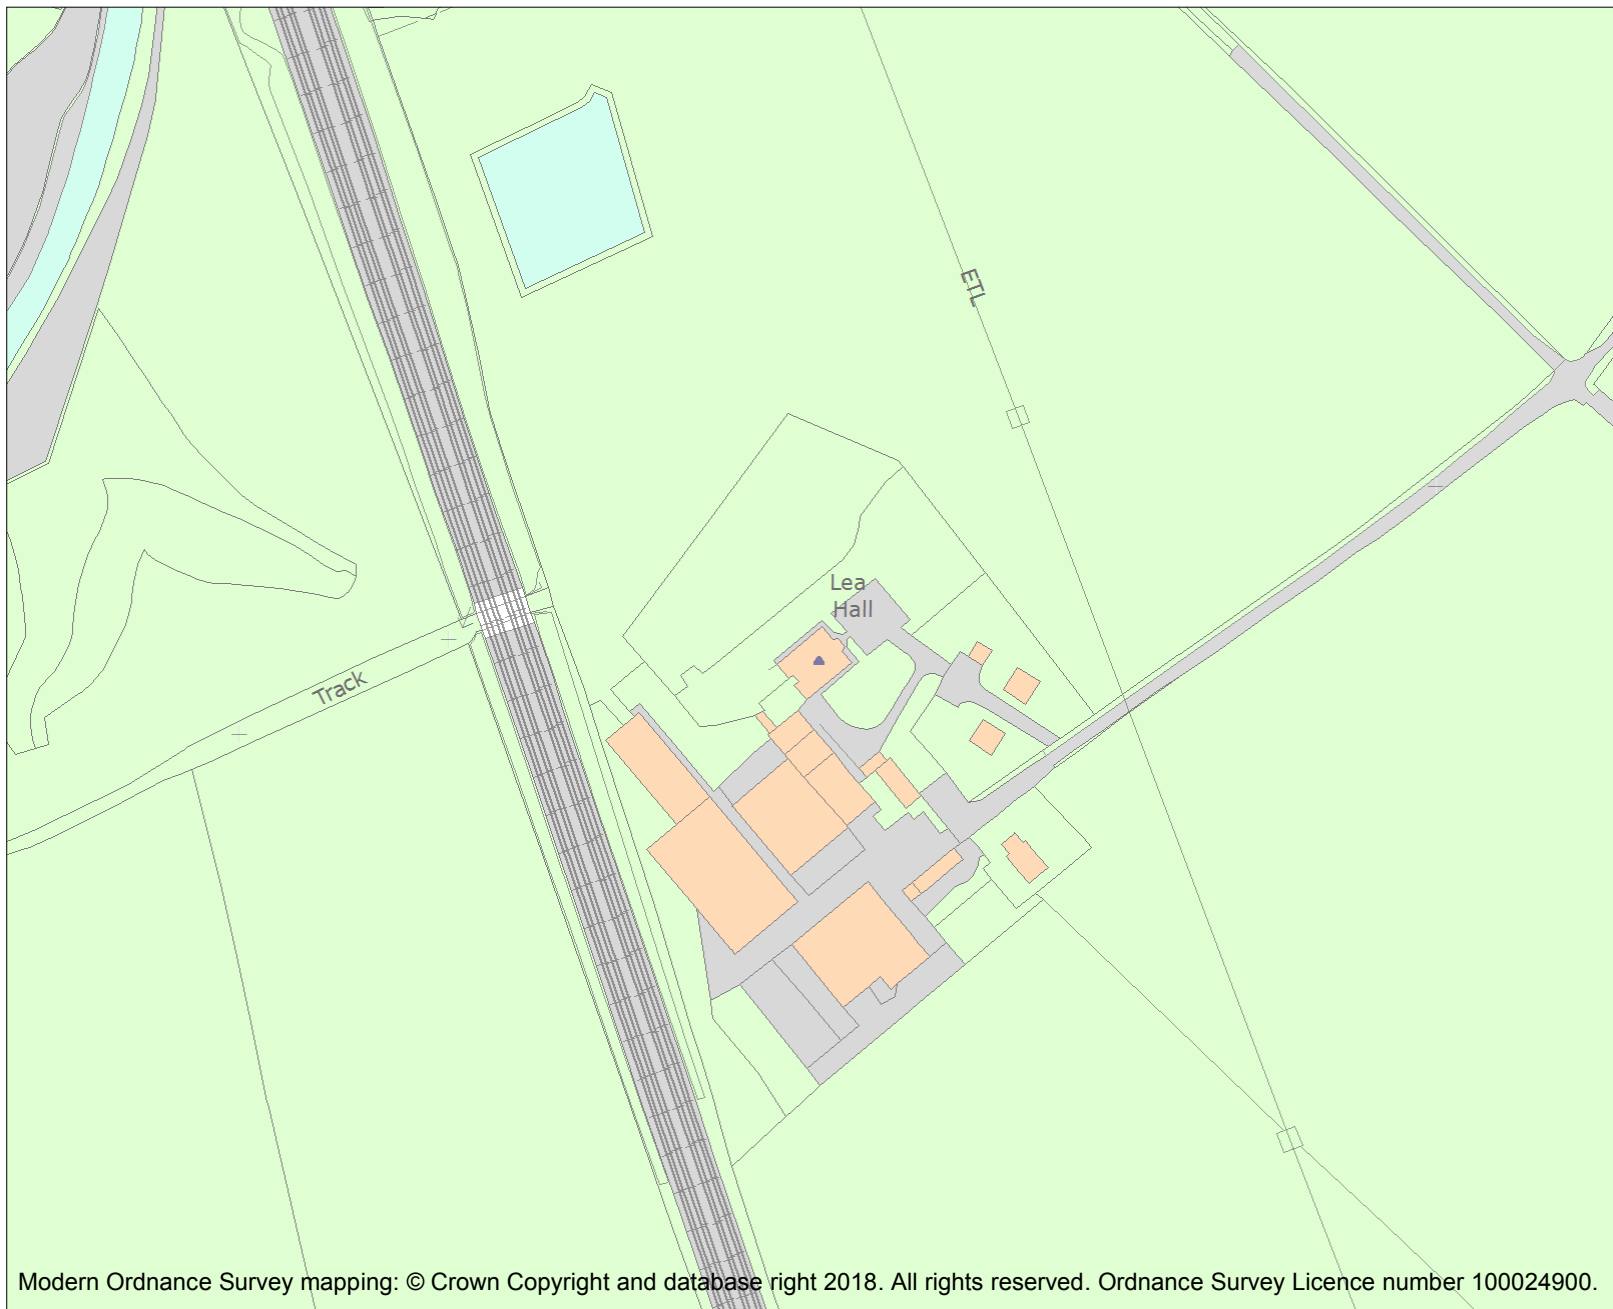 ETL
Lea
Hall
Track
Modern Ordnance Survey mapping: © Crown Copyright and database right 2018. All rights reserved. Ordnance Survey Licence number 100024900.